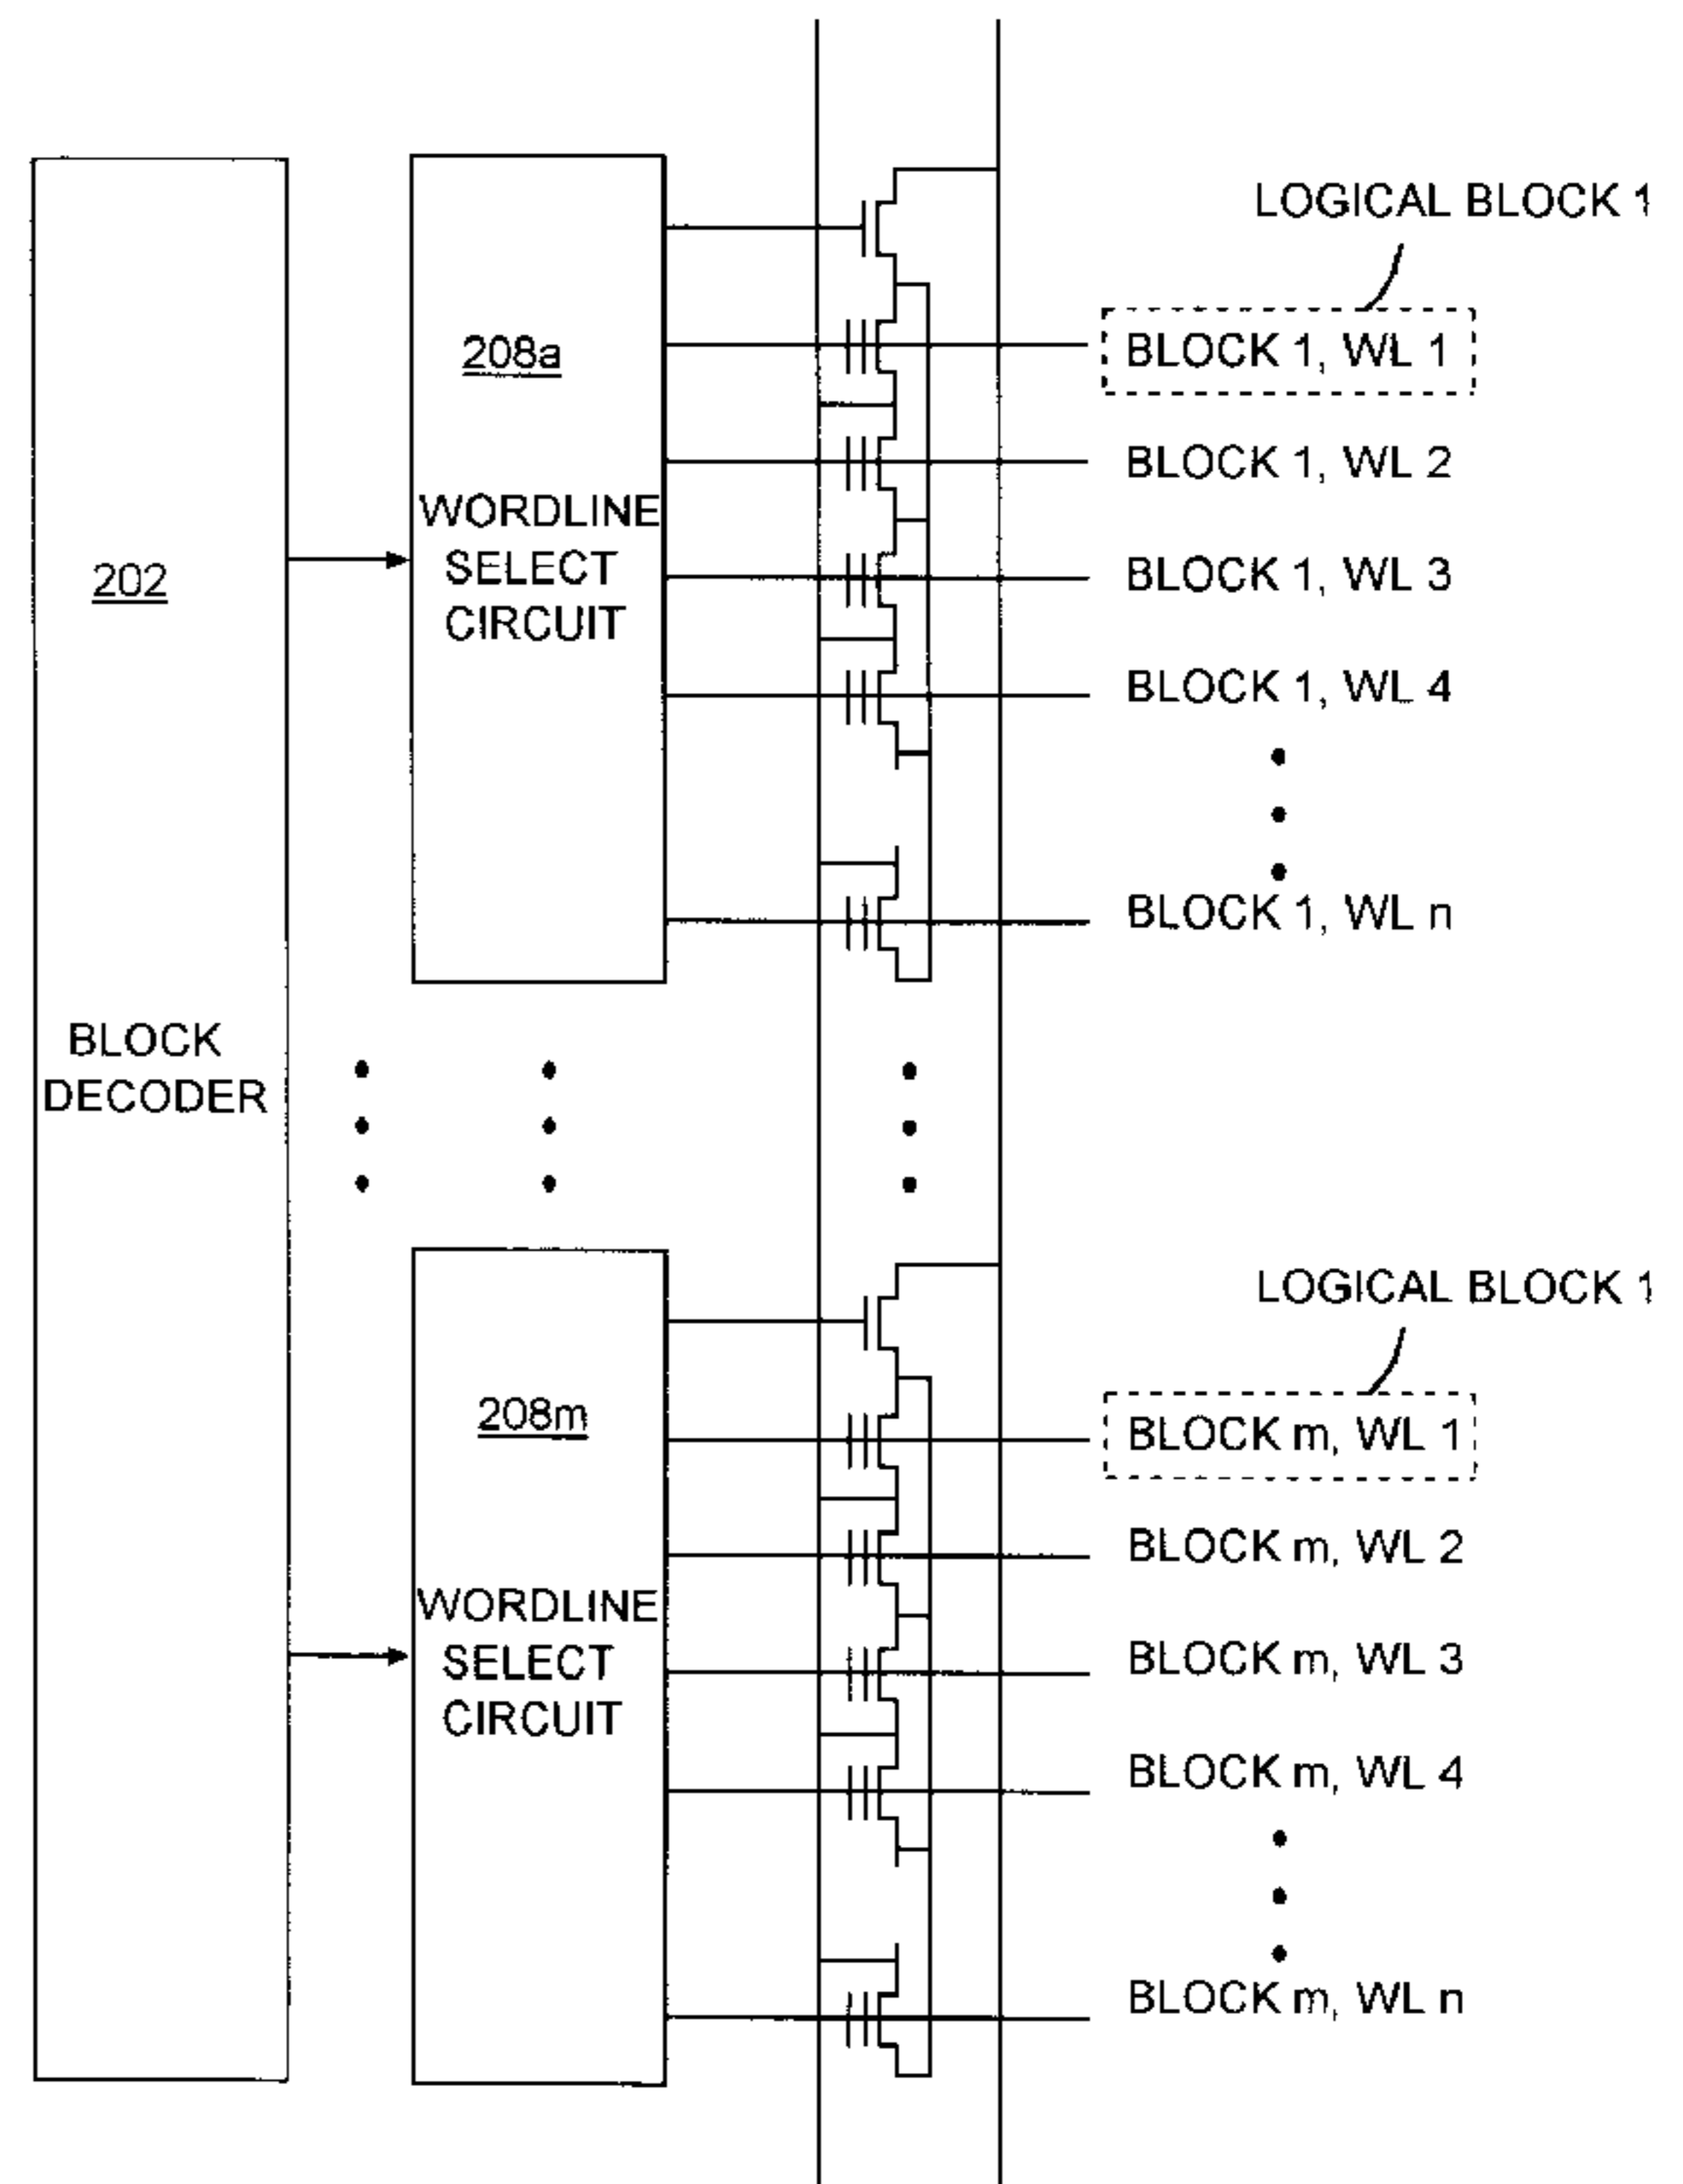 LOGICAL BLOCK 1
208a
BLOCK 1, WL 1
BLOCK 1, WL 2
WORDLINE
SELECT
CIRCUIT
202
BLOCK 1, WL 3
BLOCK 1, WL 4
BLOCK 1, WL n
BLOCK
DECODER
LOGICAL BLOCK 1
208m
BLOCK m, WL 1
BLOCK m, WL 2
WORDLINE
SELECT
CIRCUIT
BLOCK m, WL 3
BLOCK m, WL 4
BLOCK m, WL n